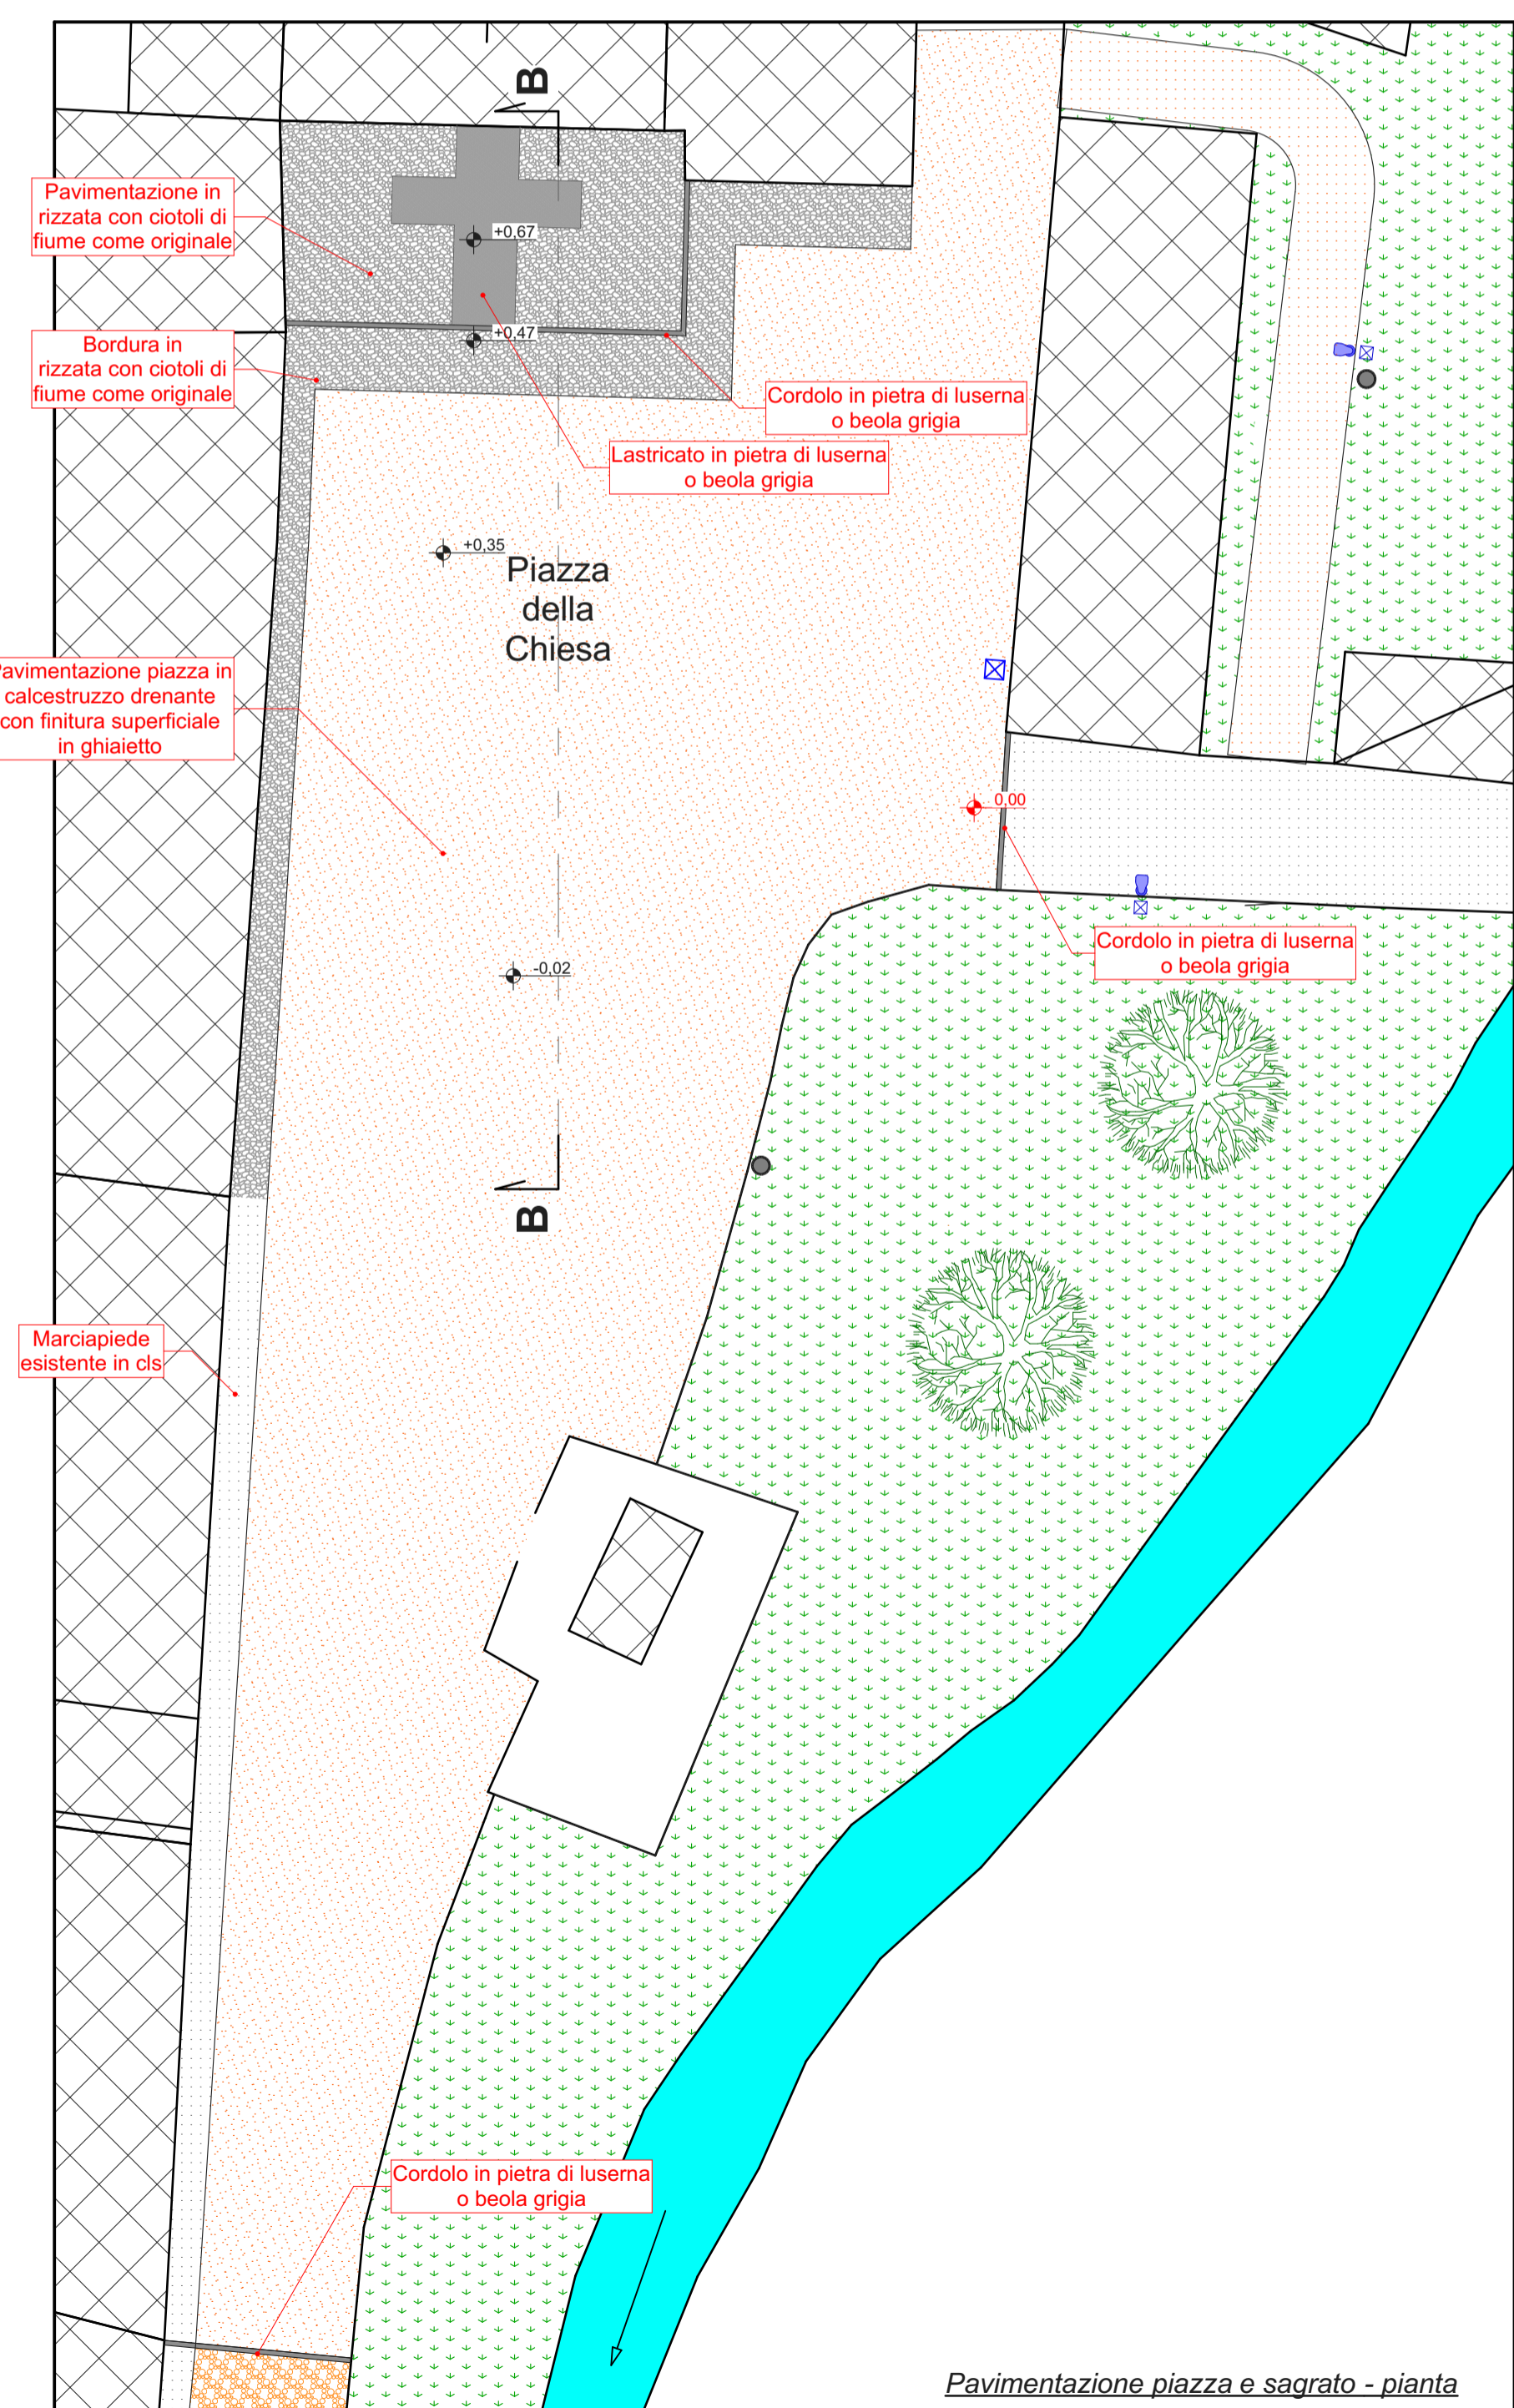 B
Pavimentazione in
rizzata con ciotoli di
fiume come originale
+0,67
+0,47
Bordura in
rizzata con ciotoli di
fiume come originale
Cordolo in pietra di luserna
o beola grigia
Lastricato in pietra di luserna
o beola grigia
+0,35
Piazza
della
Chiesa
Pavimentazione piazza in
calcestruzzo drenante
con finitura superficiale
in ghiaietto
0,00
Cordolo in pietra di luserna
o beola grigia
-0,02
B
Marciapiede
esistente in cls
Cordolo in pietra di luserna
o beola grigia
Pavimentazione piazza e sagrato - pianta